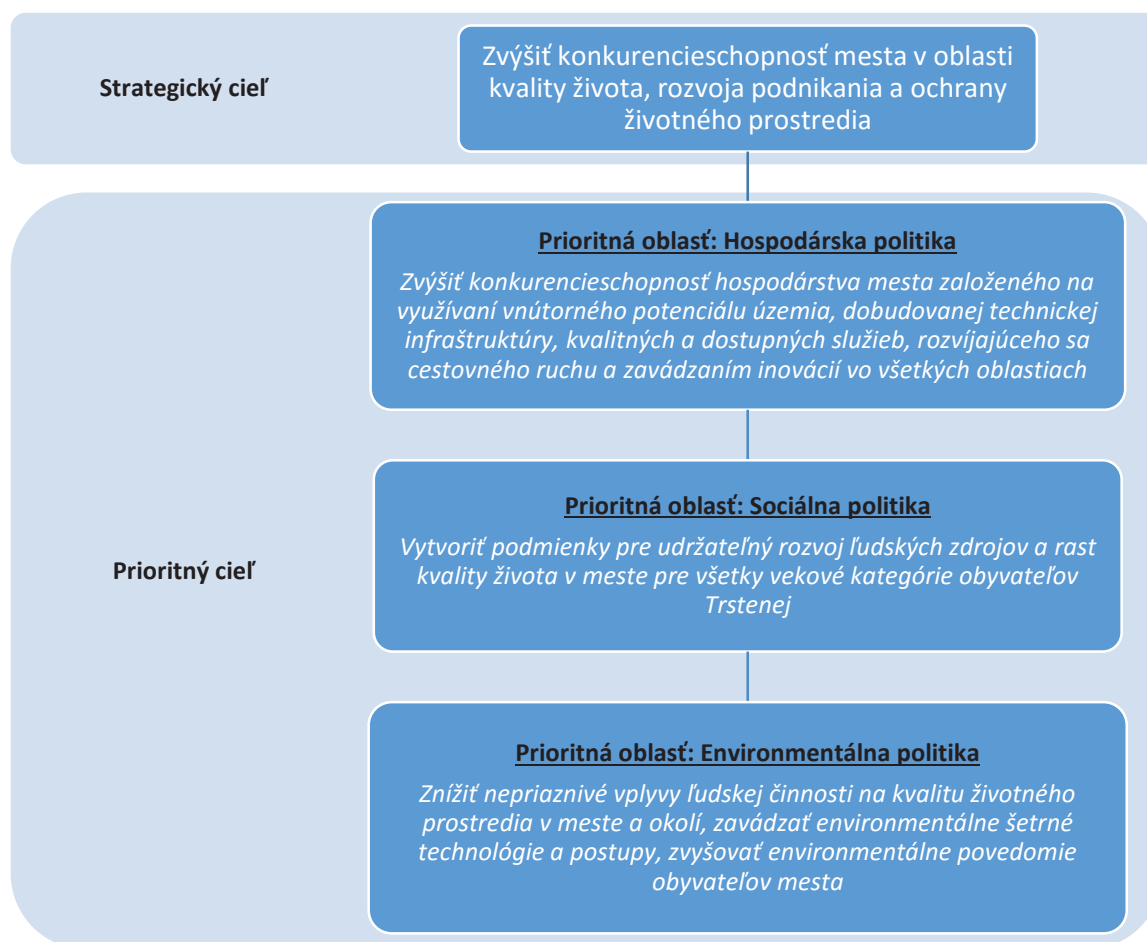 Strategický cieľ
Zvýšiť konkurencieschopnosť mesta v oblasti
kvality života, rozvoja podnikania a ochrany
životného prostredia
Prioritný cieľ
Prioritná oblasť: Hospodárska politika
Zvýšiť konkurencieschopnosť hospodárstva mesta založeného na
využívaní vnútorného potenciálu územia, dobudovanej technickej
infraštruktúry, kvalitných a dostupných služieb, rozvíjajúceho sa
cestovného ruchu a zavádzaním inovácií vo všetkých oblastiach
Prioritná oblasť: Sociálna politika
Vytvoriť podmienky pre udržateľný rozvoj ľudských zdrojov a rast
kvality života v meste pre všetky vekové kategórie obyvateľov
Trstenej
Prioritná oblasť: Environmentálna politika
Znížiť nepriaznivé vplyvy ľudskej činnosti na kvalitu životného
prostredia v meste a okolí, zavádzať environmentálne šetrné
technológie a postupy, zvyšovať environmentálne povedomie
obyvateľov mesta